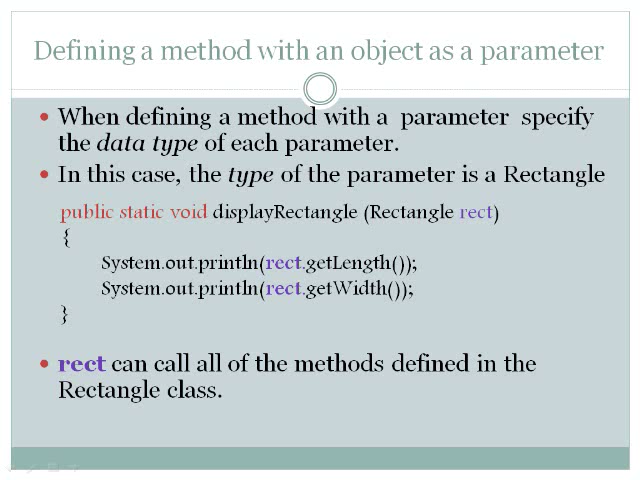 Defining a method with an object as a parameter
• When defining a method with a parameter specify
the data type of each parameter.
• In this case, the type of the parameter is a Rectangle
public static void displayRectangle (Rectangle rect)
{
System.out.println(rect.getLength());
System.out.println(rect.getWidth());
}
• rect can call all of the methods defined in the
Rectangle class.